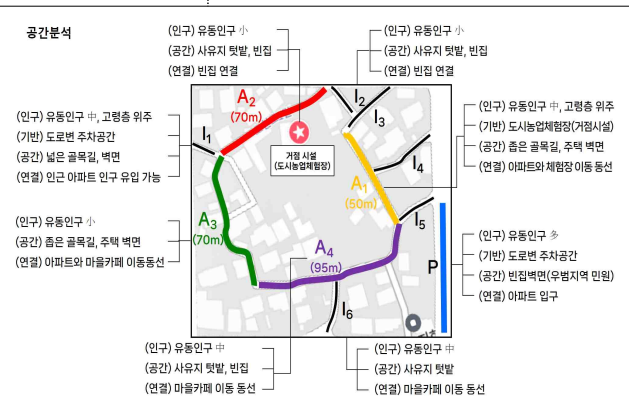 공간분석
(인구) 유동인구 小
(공간) 사유지 텃밭, 빈집
(연결) 빈집 연결
(인구) 유동인구 小
(공간) 사유지 텃밭, 빈집
(연결) 빈집 연결
(인구) 유동인구 中, 고령층 위주
(기반) 도로변 주차공간
(공간) 넓은 골목길, 벽면
(연결) 인근 아파트 인구 유입 가능
(인구) 유동인구 中, 고령층 위주
(기반) 도시농업체험장(거점시설)
(공간) 좁은 골목길, 주택 벽면
(연결) 아파트와 체험장 이동 동선
A2
(70m)
I2
I3
I1
거점 시설
(도시농업체험장)
I4
A1
(50m)
I5
A3
(70m)
A4
(95m)
P
I6
(인구) 유동인구 小
(공간) 좁은 골목길, 주택 벽면
(연결) 아파트와 마을카페 이동동선
(인구) 유동인구 多
(기반) 도로변 주차공간
(공간) 빈집벽면(우범지역 민원)
(연결) 아파트 입구
(인구) 유동인구 中
(공간) 사유지 텃밭, 빈집
(연결) 마을카페 이동 동선
(인구) 유동인구 中
(공간) 사유지 텃밭
(연결) 마을카페 이동 동선